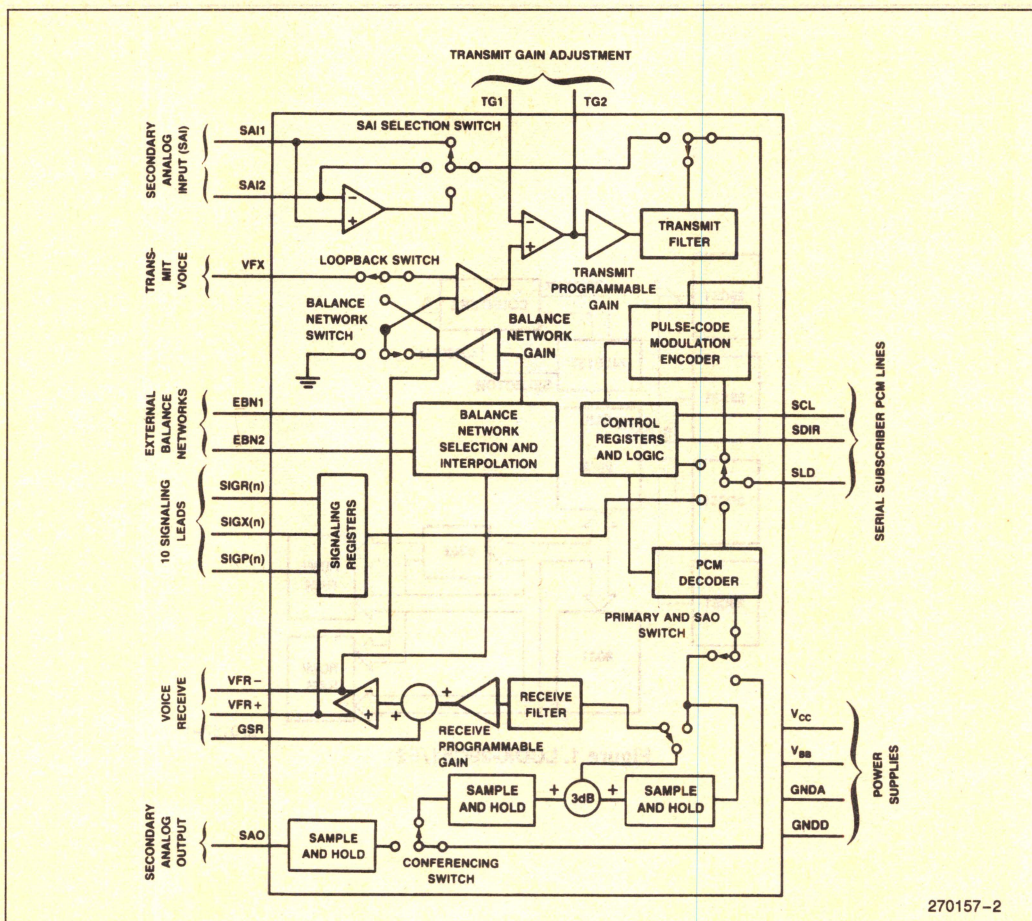 TRANSMIT GAIN ADJUSTMENT
TG1
TG2
SECONDARY
ANALOG
INPUT (SAI)
SAI1
SAI2
SAI SELECTION SWITCH
TRANS-
MIT
VOICE
VFX
LOOPBACK SWITCH
TRANSMIT
PROGRAMMABLE
GAIN
TRANSMIT
FILTER
BALANCE
NETWORK
SWITCH
BALANCE
NETWORK
GAIN
PULSE-CODE
MODULATION
ENCODER
EXTERNAL
BALANCE
NETWORKS
EBN1
EBN2
BALANCE
NETWORK
SELECTION AND
INTERPOLATION
CONTROL
REGISTERS
AND LOGIC
SCL
SDIR
SLD
SERIAL SUBSCRIBER PCM LINES
10 SIGNALING
LEADS
SIGR(n)
SIGX(n)
SIGP(n)
SIGNALING
REGISTERS
PCM
DECODER
PRIMARY AND SAO
SWITCH
VOICE
RECEIVE
VFR-
VFR+
GSR
- 
+
+
+
RECEIVE
PROGRAMMABLE
GAIN
RECEIVE
FILTER
VCC
VBB
GNDA
GNDD
POWER
SUPPLIES
SAMPLE
AND HOLD
+
3dB
+
SAMPLE
AND HOLD
SECONDARY
ANALOG
OUTPUT
SAO
SAMPLE
AND HOLD
CONFERENCING
SWITCH
270157-2